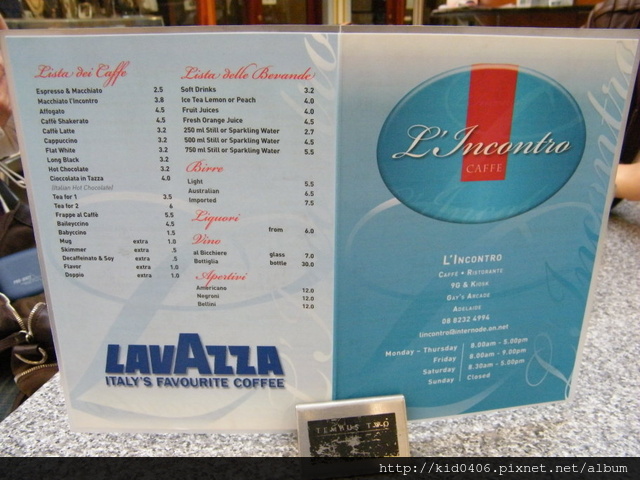 Lista dei Caffe
Espresso & Macchiato 2.5
Macchiato l'Incontro 3.8
Affogato 4.5
Caffè Shakerato 4.5
Caffè Latte 3.2
Cappuccino 3.2
Flat White 3.2
Long Black 3.2
Hot Chocolate 3.2
Cioccolata in Tazza 4.0
(Italian Hot Chocolate)
Tea for 1 3.5
Tea for 2 6
Frappe al Caffè 5.5
Baileyccino 4.5
Babyccino 1.5
Mug extra 1.0
Skimmer extra .5
Decaffeinato & Soy extra .5
Flavor extra 1.0
Doppio extra 1.0
LAVAZZA
ITALY'S FAVOURITE COFFEE
Lista delle Bevande
Soft Drinks 3.2
Ice Tea Lemon or Peach 4.0
Fruit Juices 4.0
Fresh Orange Juice 4.5
250 ml Still or Sparkling Water 2.7
500 ml Still or Sparkling Water 4.5
750 ml Still or Sparkling Water 5.5
Birre
Light 5.5
Australian 6.5
Imported 7.5
Liquori
from 6.0
Vino
al Bicchiere glass 7.0
Bottiglia bottle 30.0
Apertivi
Americano 12.0
Negroni 12.0
Bellini 12.0
L'Incontro
CAFFE
L'INCONTRO
CAFFE • RISTORANTE
9G & KIOSK
GAY'S ARCADE
ADELAIDE
08 8232 4994
lincontro@internode.on.net
Monday - Thursday 8.00am - 5.00pm
Friday 8.00am - 9.00pm
Saturday 8.30am - 5.00pm
Sunday Closed
TEMPUS TWO
http://kid0406.pixnet.net/album